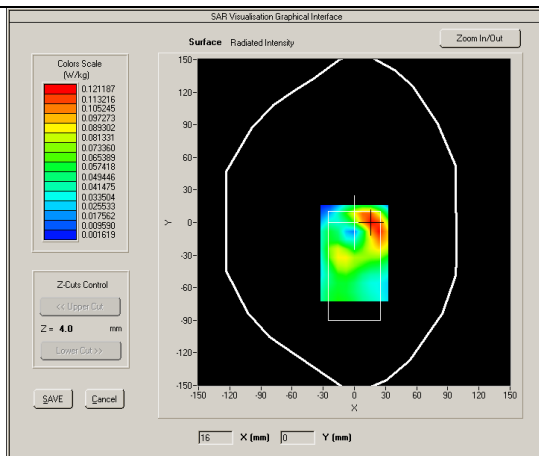 SAR Visualisation Graphical Interface
Surface Radiated Intensity
Zoom In/Out
Colors Scale
(W/kg)
0.121187
0.113216
0.105245
0.097273
0.089302
0.081331
0.073360
0.065389
0.057418
0.049446
0.041475
0.033504
0.025533
0.017562
0.009590
0.001619
Z-Cuts Control
<< Upper Cut
Z = 4.0 mm
Lower Cut >>
SAVE Cancel
150
120
90
60
30
0
-30
-60
-90
-120
-150
Y
-150 -120 -90 -60 -30 0 30 60 90 120 150
X
16 X (mm) 0 Y (mm)